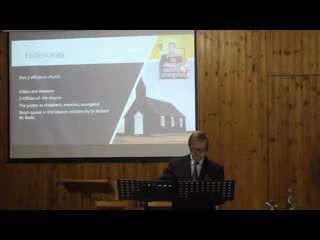 Ecclesiology
Part 2 offices in church
Elders and deacons
2 offices of the church
The pastor as shepherd, member, evangelist
Short course in the Deacon ministry by Dr Robert
M.